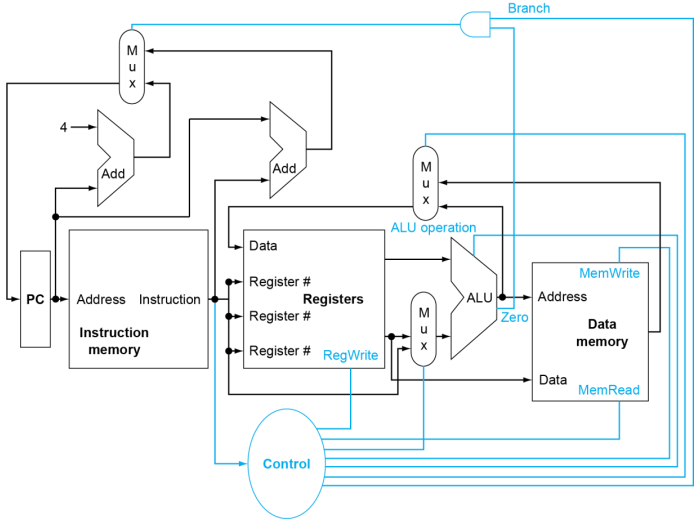 Branch
M
u
x
4
Add
Add
M
u
x
ALU operation
Data
PC
Address
Instruction
Register #
Registers
ALU
MemWrite
Address
Instruction
memory
Register #
M
u
x
Zero
Data
memory
Register #
RegWrite
Data
MemRead
Control